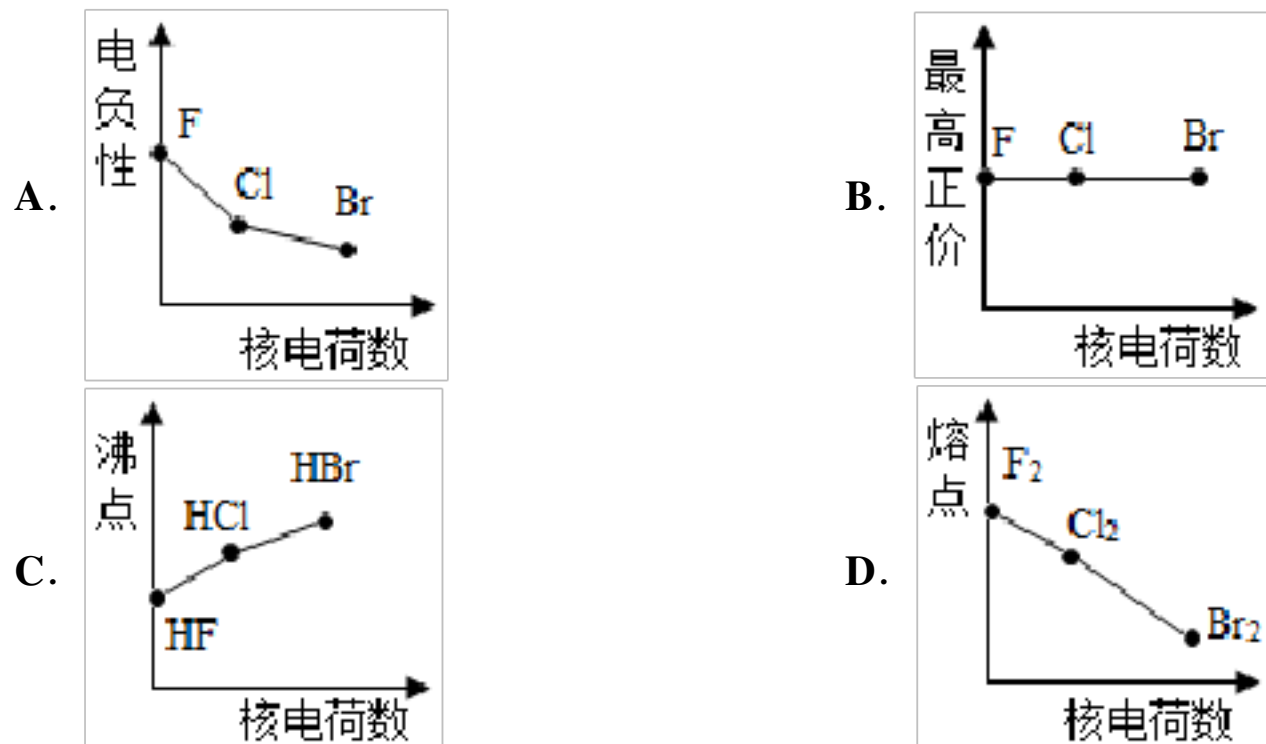 A.
电负性
F
Cl
Br
核电荷数
B.
最高正价
F
Cl
Br
核电荷数
C.
沸点
HBr
HCl
HF
核电荷数
D.
熔点
F₂
Cl₂
Br₂
核电荷数